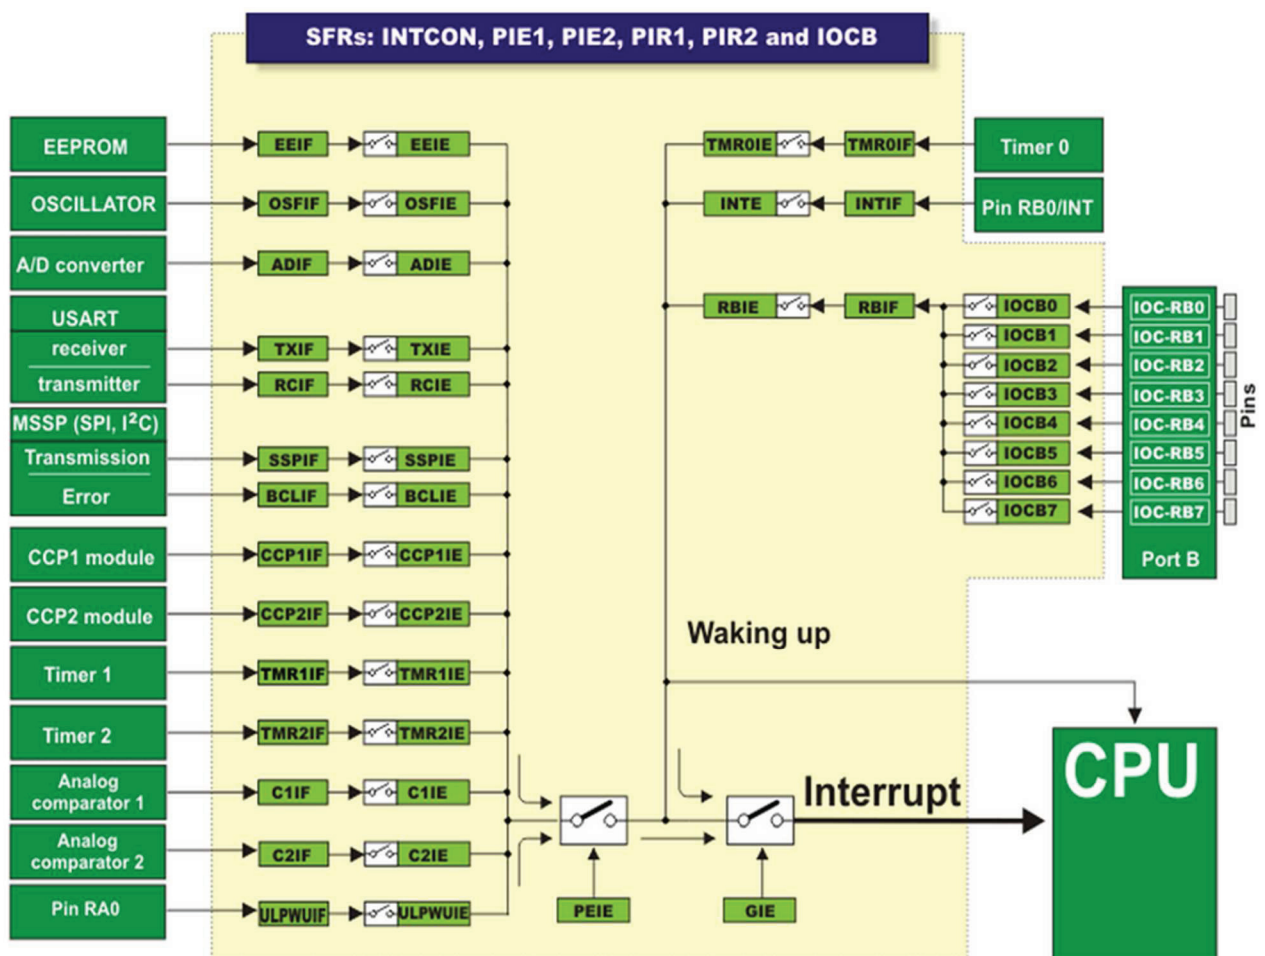 SFRs: INTCON, PIE1, PIE2, PIR1, PIR2 and IOCB
EEPROM
EEIF
EEIE
TMR0IE
TMR0IF
Timer 0
OSCILLATOR
OSFIF
OSFIE
INTE
INTIF
Pin RB0/INT
A/D converter
ADIF
ADIE
USART
RBIE
RBIF
IOCB0
IOC-RB0
IOCB1
IOC-RB1
receiver
TXIF
TXIE
IOCB2
IOC-RB2
transmitter
RCIF
RCIE
IOCB3
IOC-RB3
Pins
MSSP (SPI, I²C)
IOCB4
IOC-RB4
Transmission
SSPIF
SSPIE
IOCB5
IOC-RB5
Error
BCLIF
BCLIE
IOCB6
IOC-RB6
IOCB7
IOC-RB7
CCP1 module
CCP1IF
CCP1IE
Port B
CCP2 module
CCP2IF
CCP2IE
Waking up
Timer 1
TMR1IF
TMR1IE
Timer 2
TMR2IF
TMR2IE
CPU
Analog
comparator 1
C1IF
C1IE
Interrupt
Analog
comparator 2
C2IF
C2IE
Pin RA0
ULPWUIF
ULPWUIE
PEIE
GIE